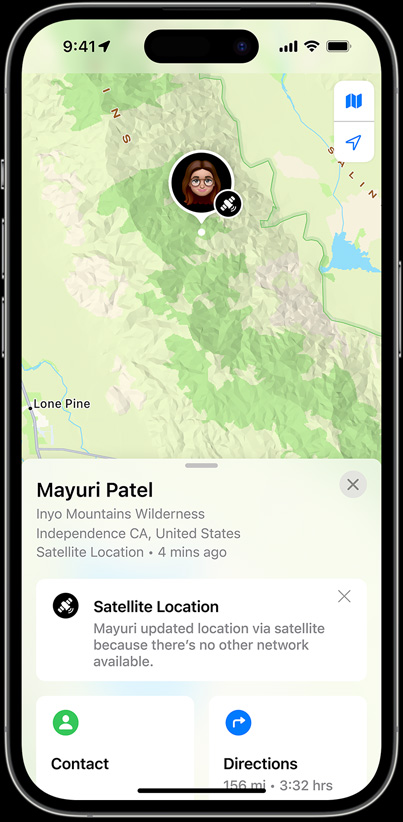 9:41
I N S
S A L I N
Lone Pine
Mayuri Patel
Inyo Mountains Wilderness
Independence CA, United States
Satellite Location • 4 mins ago
Satellite Location
Mayuri updated location via satellite
because there's no other network
available.
Contact
Directions
156 mi • 3:32 hrs